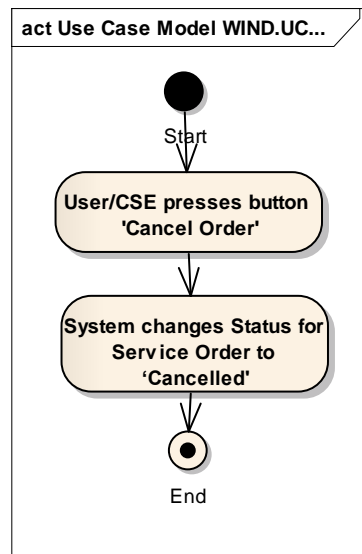 act Use Case Model WIND.UC...
Start
User/CSE presses button
'Cancel Order'
System changes Status for
Service Order to
‘Cancelled'
End